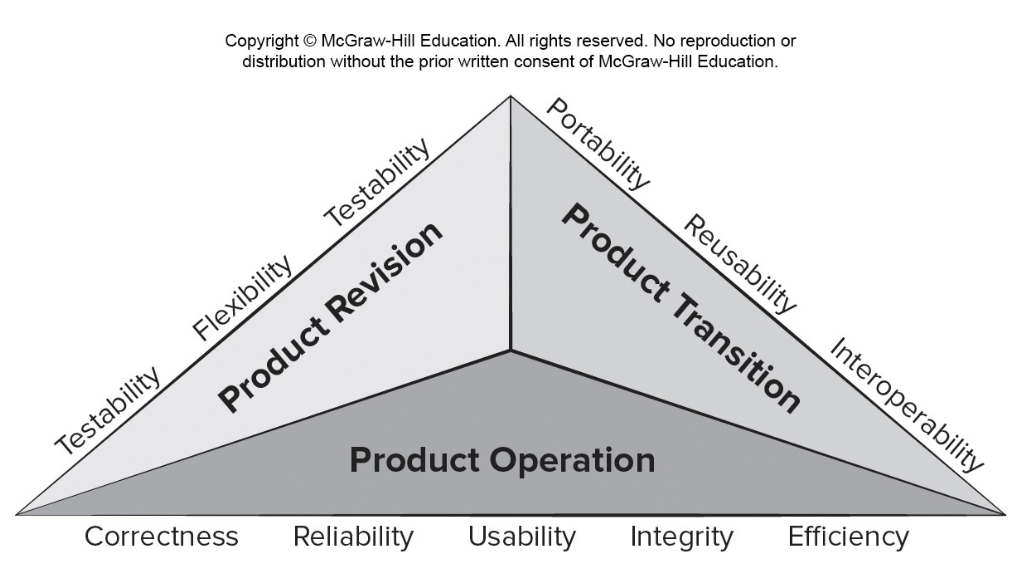 Copyright © McGraw-Hill Education. All rights reserved. No reproduction or
distribution without the prior written consent of McGraw-Hill Education.
Testability
Flexibility
Testability
Product Revision
Portability
Reusability
Interoperability
Product Transition
Product Operation
Correctness
Reliability
Usability
Integrity
Efficiency